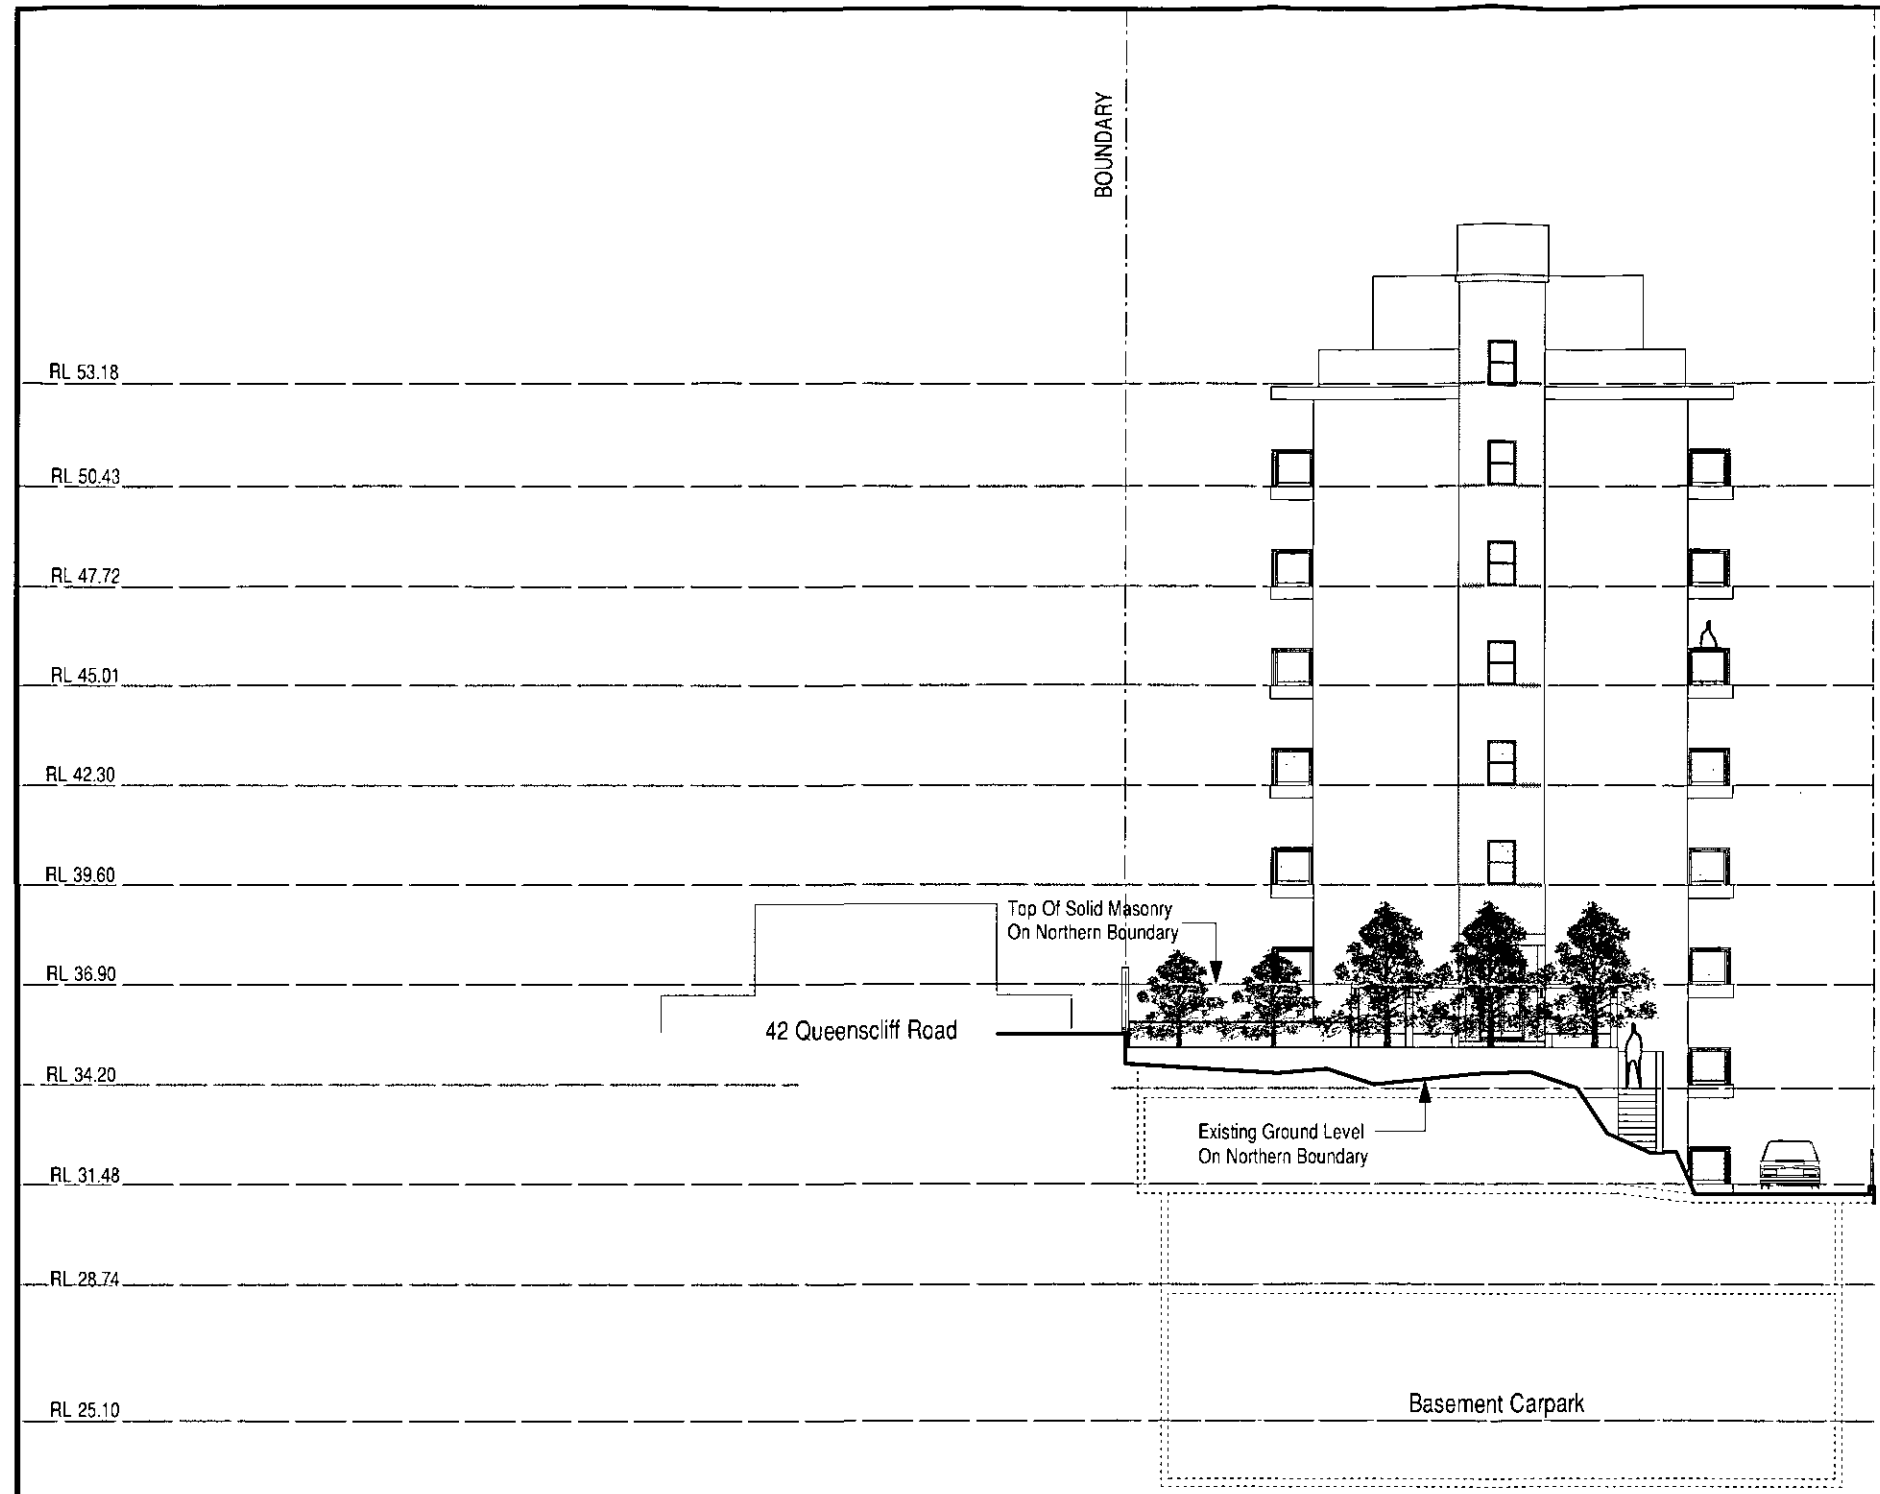 BOUNDARY
RL 53.18
RL 50.43
RL 47.72
RL 45.01
RL 42.30
RL 39.60
Top Of Solid Masonry
On Northern Boundary
RL 36.90
42 Queenscliff Road
RL 34.20
Existing Ground Level
On Northern Boundary
RL 31.48
RL 28.74
Basement Carpark
RL 25.10